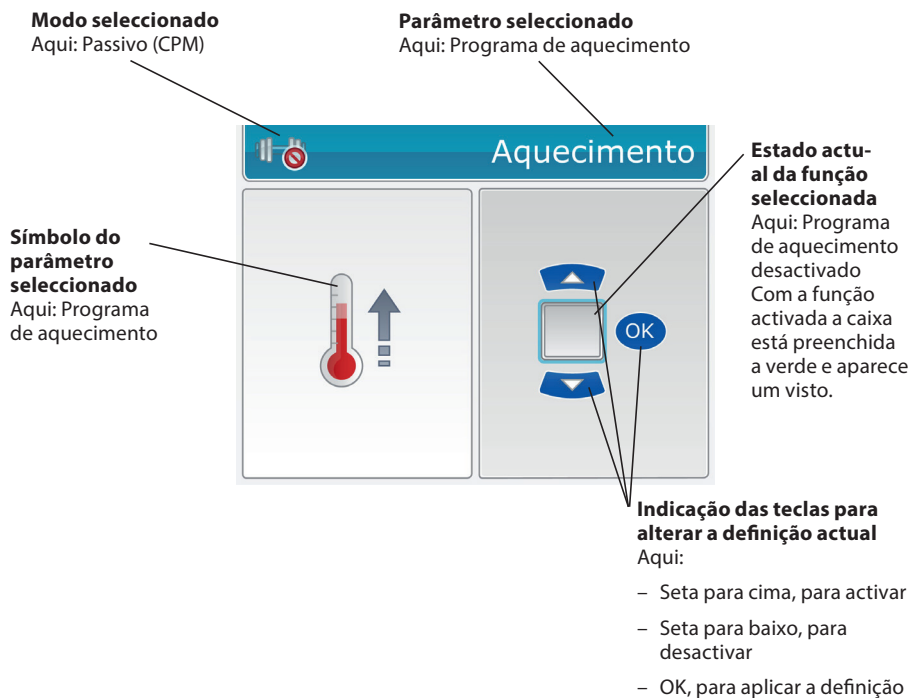 Modo seleccionado
Aqui: Passivo (CPM)
Parâmetro seleccionado
Aqui: Programa de aquecimento
Aquecimento
Símbolo do
parâmetro
seleccionado
Aqui: Programa
de aquecimento
OK
Estado actu-
al da função
seleccionada
Aqui: Programa
de aquecimento
desactivado
Com a função
activada a caixa
está preenchida
a verde e aparece
um visto.
Indicação das teclas para
alterar a definição actual
Aqui:
– Seta para cima, para activar
– Seta para baixo, para
desactivar
– OK, para aplicar a definição